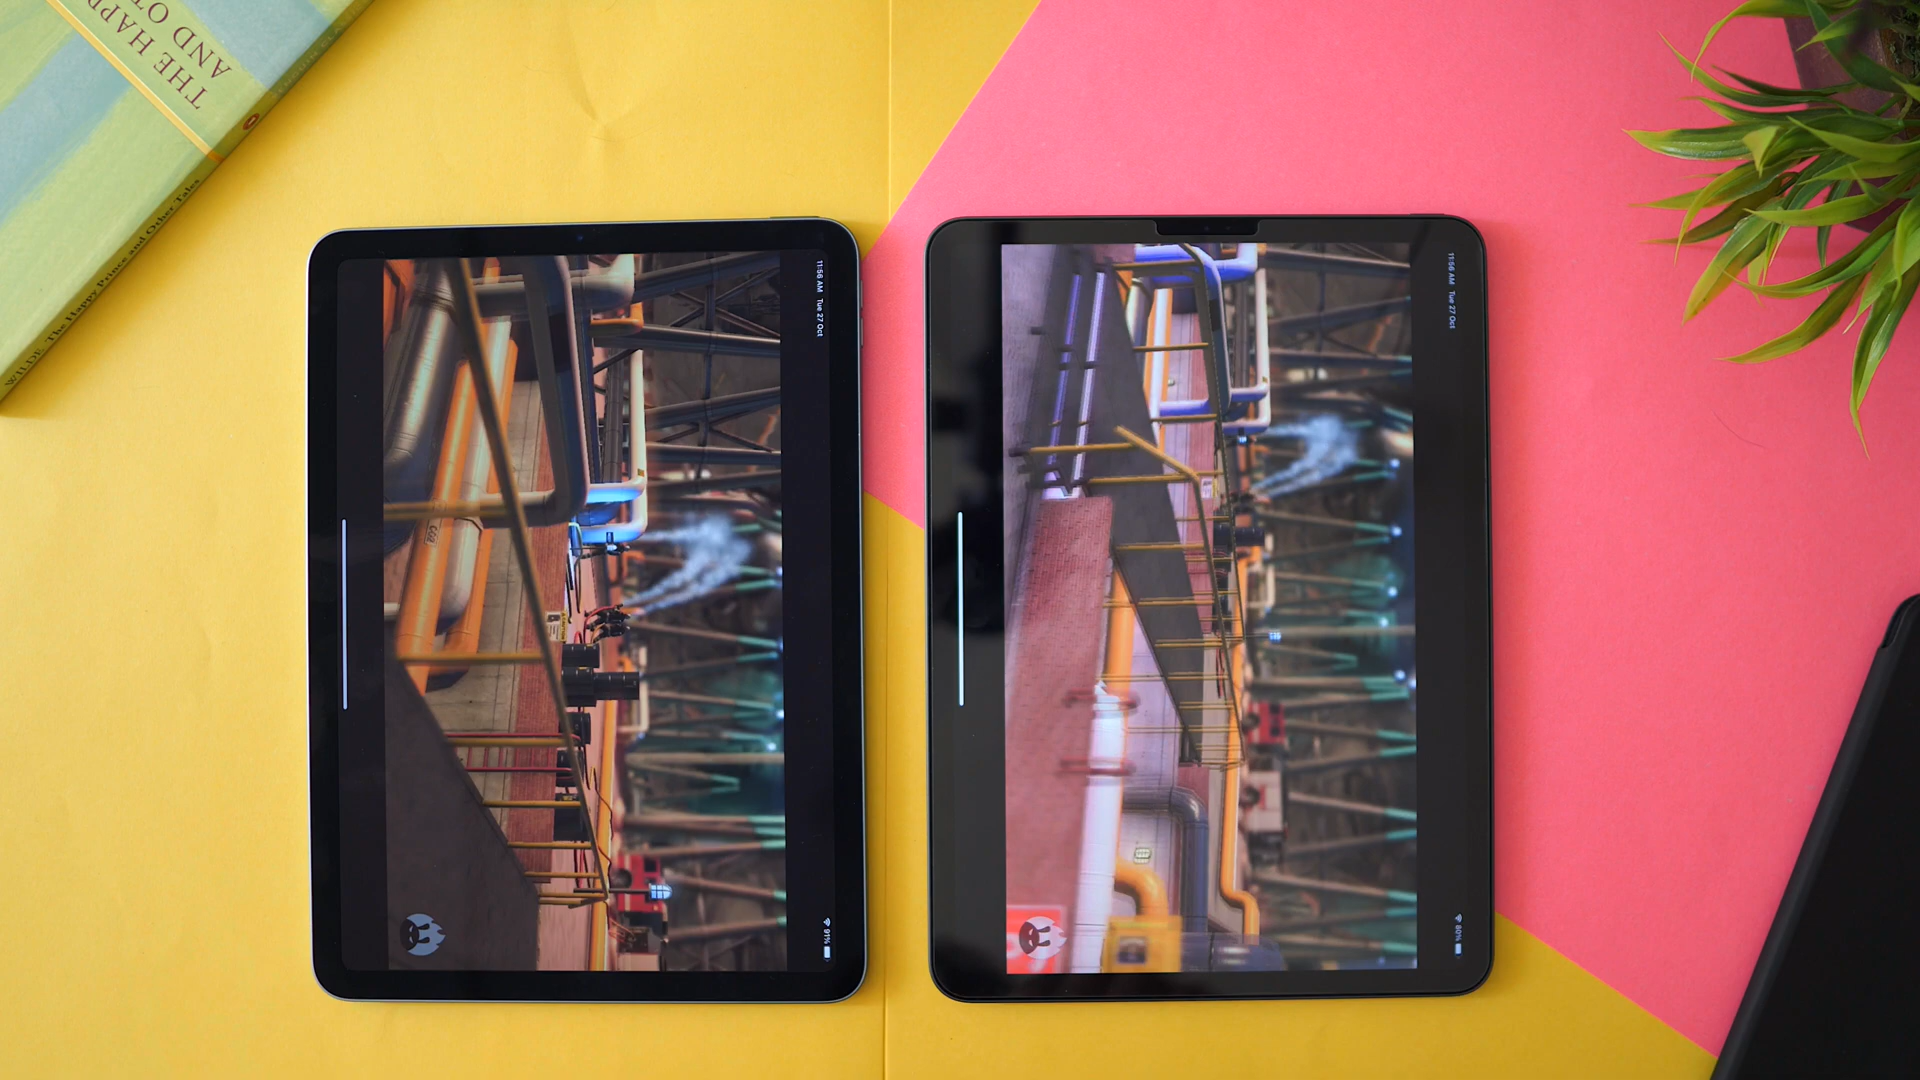 THE HAPP
AND OT
WILDE The Happy Prince and Other Tales
11:56 AM Tue 27 Oct
91%
11:56 AM Tue 27 Oct
80%